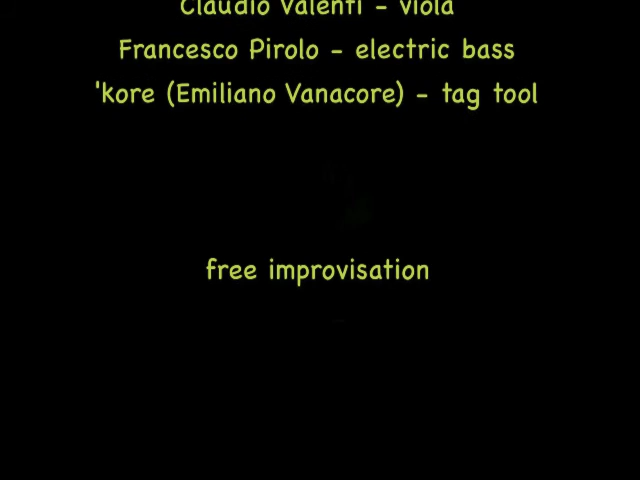 Claudio Valenti - viola
Francesco Pirolo - electric bass
'kore (Emiliano Vanacore) - tag tool
free improvisation